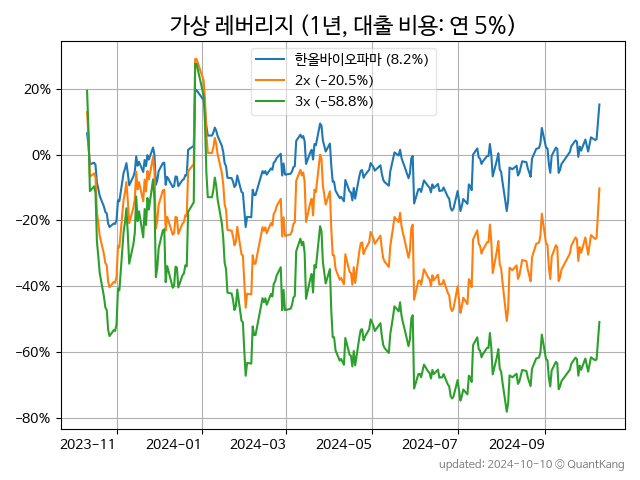 가상 레버리지 (1년, 대출 비용: 연 5%)
한올바이오파마 (8.2%)
2x (−20.5%)
3x (−58.8%)
20%
0%
−20%
−40%
−60%
−80%
2023-11 2024-01 2024-03 2024-05 2024-07 2024-09
updated: 2024-10-10 © QuantKang